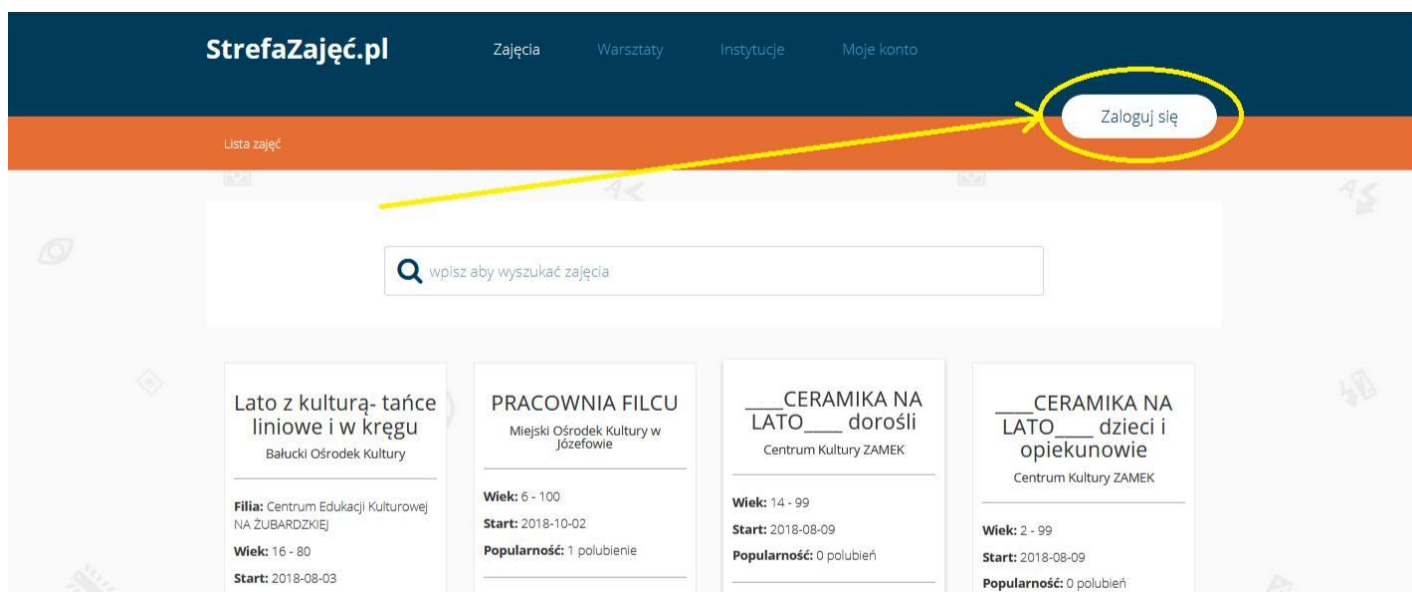 StrefaZajęć.pl
Zajęcia
Warsztaty
Instytucje
Moje konto
Zaloguj się
Lista zajęć
wpisz aby wyszukać zajęcia
Lato z kulturą- tańce
liniowe i w kręgu
Bałucki Ośrodek Kultury
Filia: Centrum Edukacji Kulturowej
NA ŻUBARDZKIEJ
Wiek: 16 - 80
Start: 2018-08-03
PRACOWNIA FILCU
Miejski Ośrodek Kultury w
Józefowie
Wiek: 6 - 100
Start: 2018-10-02
Popularność: 1 polubienie
____CERAMIKA NA
LATO____ dorośli
Centrum Kultury ZAMEK
Wiek: 14 - 99
Start: 2018-08-09
Popularność: 0 polubień
____CERAMIKA NA
LATO____ dzieci i
opiekunowie
Centrum Kultury ZAMEK
Wiek: 2 - 99
Start: 2018-08-09
Popularność: 0 polubień